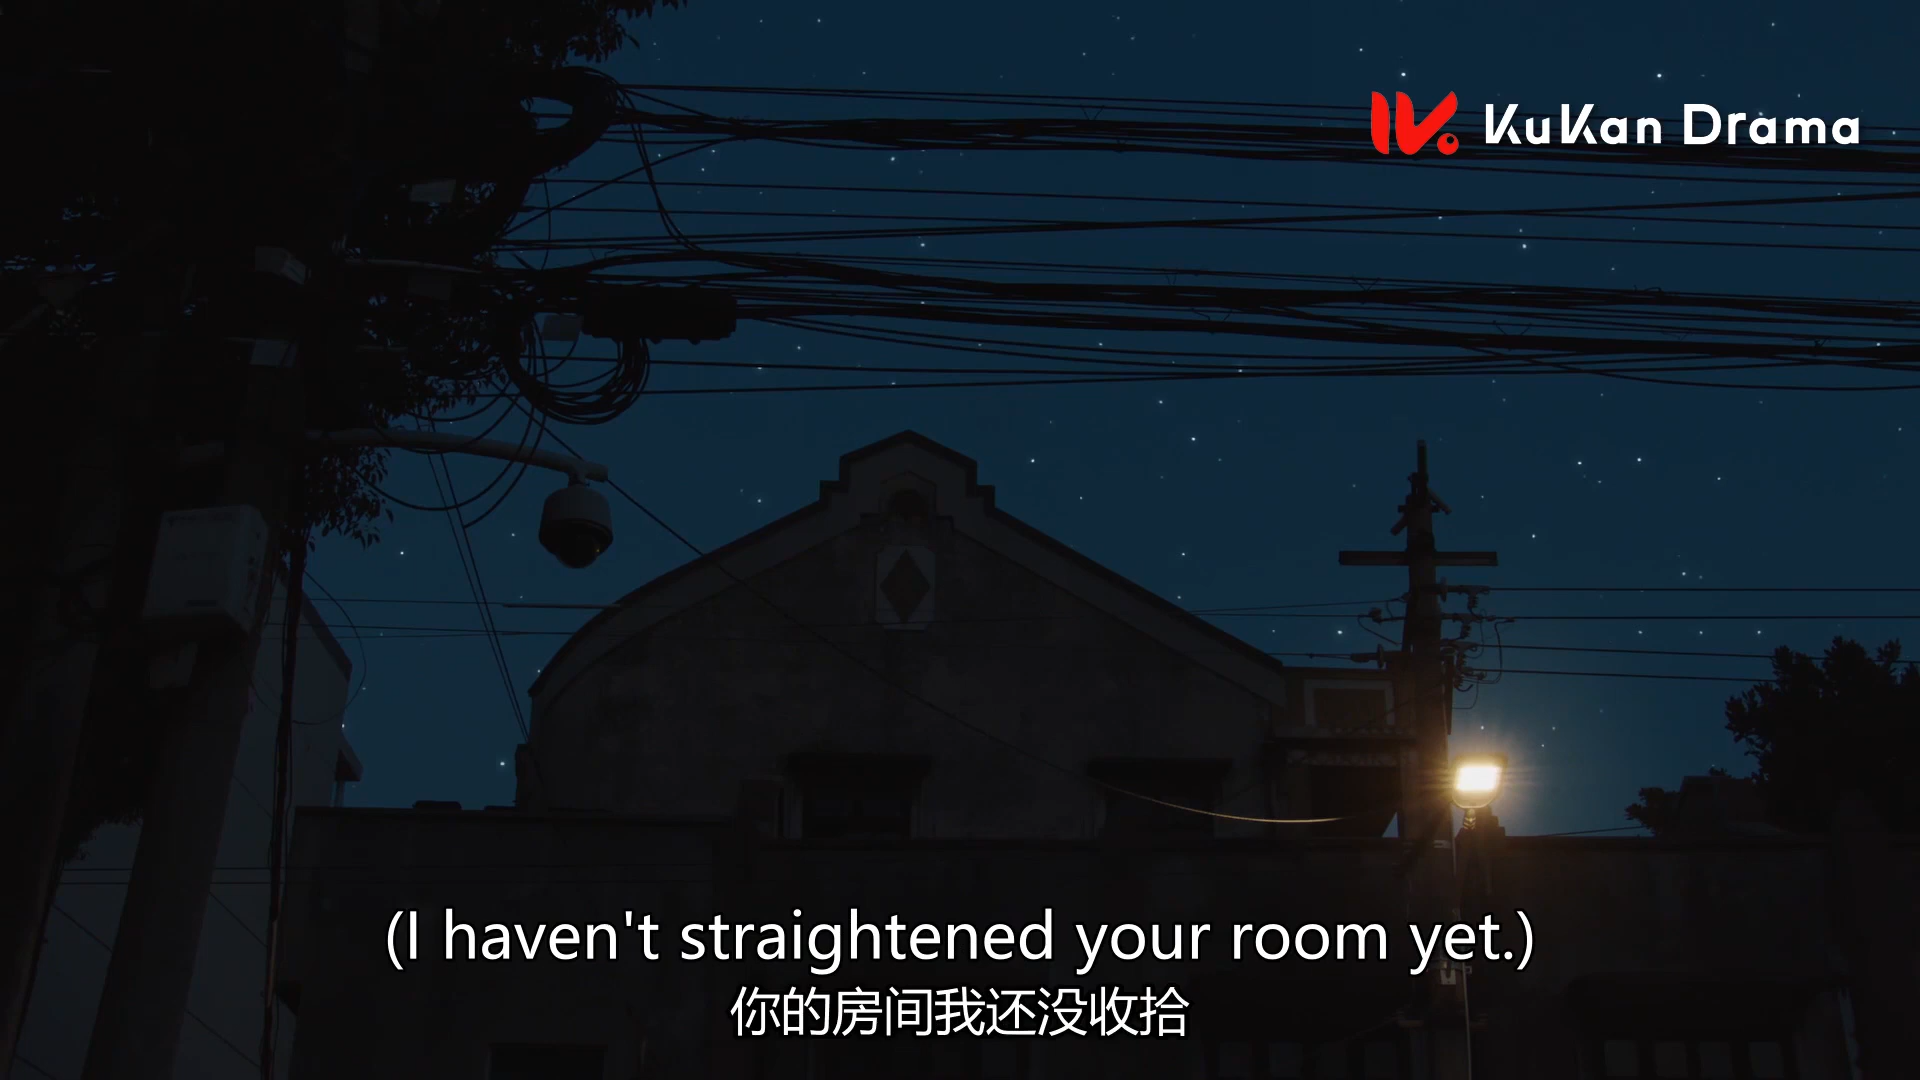 KuKan Drama
(I haven't straightened your room yet.)
你的房间我还没收拾